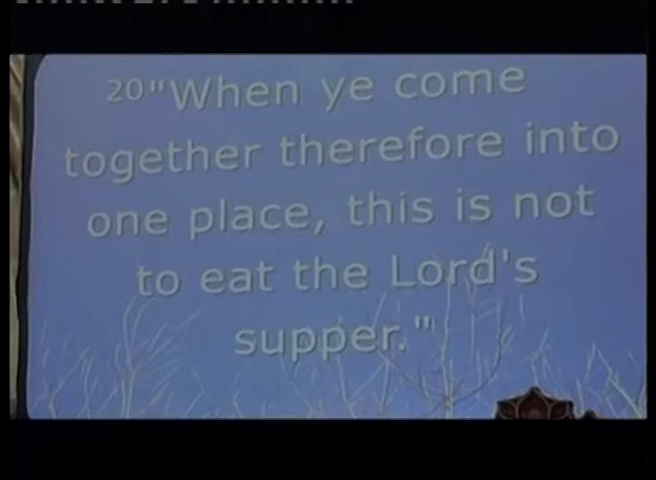 20"When ye come
together therefore into
one place, this is not
to eat the Lord's
supper."